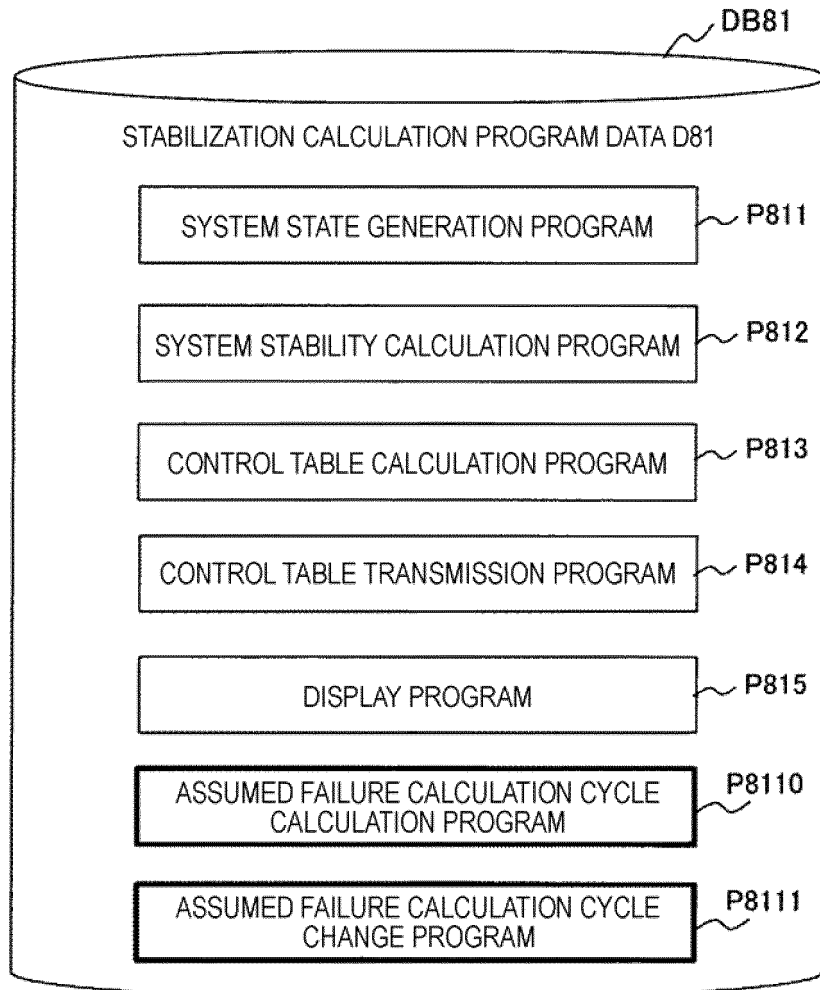 DB81
STABILIZATION CALCULATION PROGRAM DATA D81
SYSTEM STATE GENERATION PROGRAM
P811
SYSTEM STABILITY CALCULATION PROGRAM
P812
CONTROL TABLE CALCULATION PROGRAM
P813
CONTROL TABLE TRANSMISSION PROGRAM
P814
DISPLAY PROGRAM
P815
ASSUMED FAILURE CALCULATION CYCLE
CALCULATION PROGRAM
P8110
ASSUMED FAILURE CALCULATION CYCLE
CHANGE PROGRAM
P8111